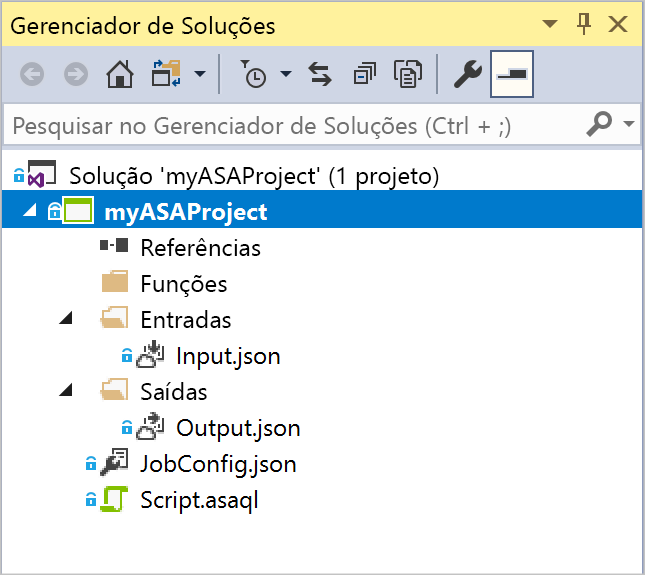 Gerenciador de Soluções
Pesquisar no Gerenciador de Soluções (Ctrl + ;)
Solução 'myASAProject' (1 projeto)
myASAProject
Referências
Funções
Entradas
Input.json
Saídas
Output.json
JobConfig.json
Script.asaql